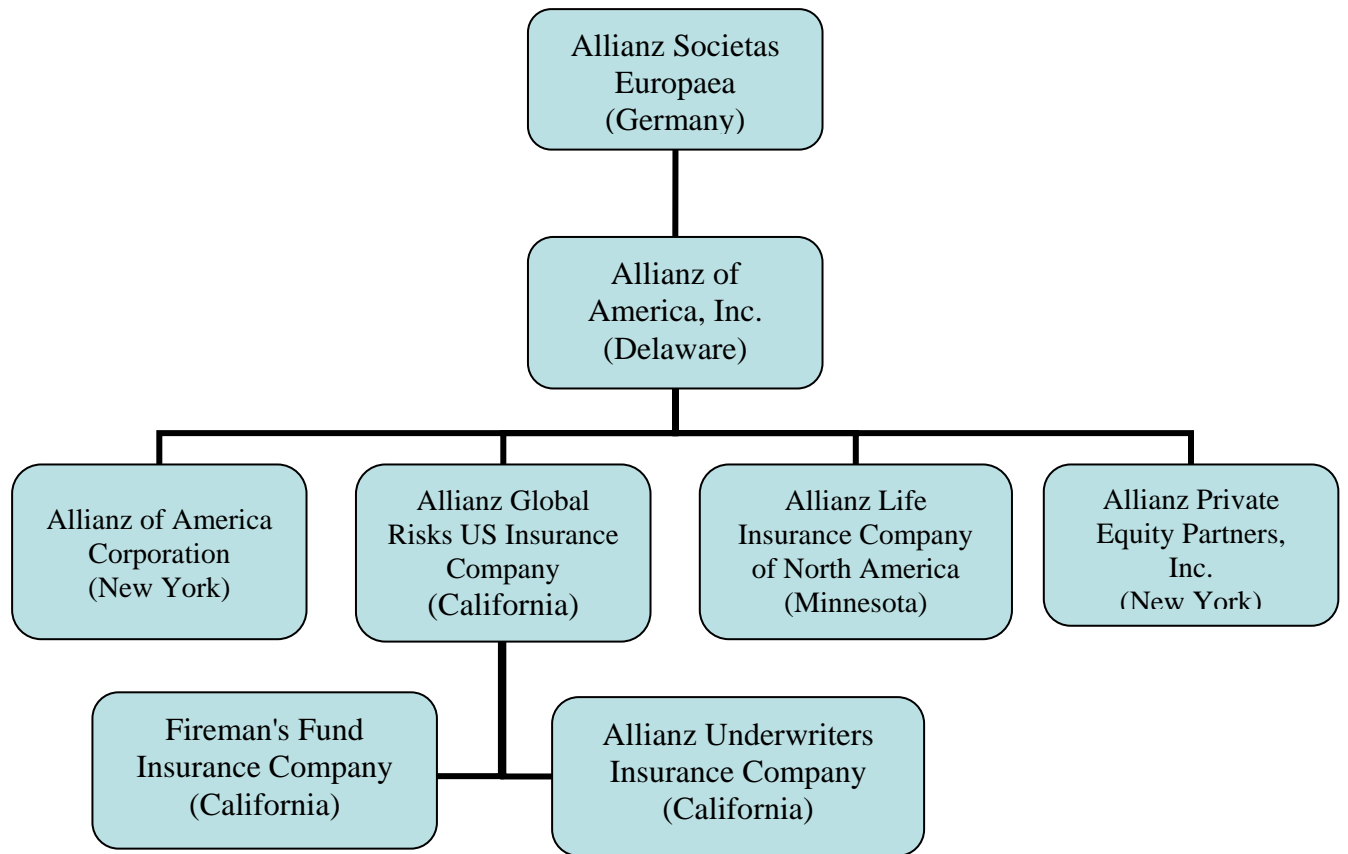 Allianz Societas
Europaea
(Germany)
Allianz of
America, Inc.
(Delaware)
Allianz of America
Corporation
(New York)
Allianz Global
Risks US Insurance
Company
(California)
Allianz Life
Insurance Company
of North America
(Minnesota)
Allianz Private
Equity Partners,
Inc.
(New York)
Fireman's Fund
Insurance Company
(California)
Allianz Underwriters
Insurance Company
(California)